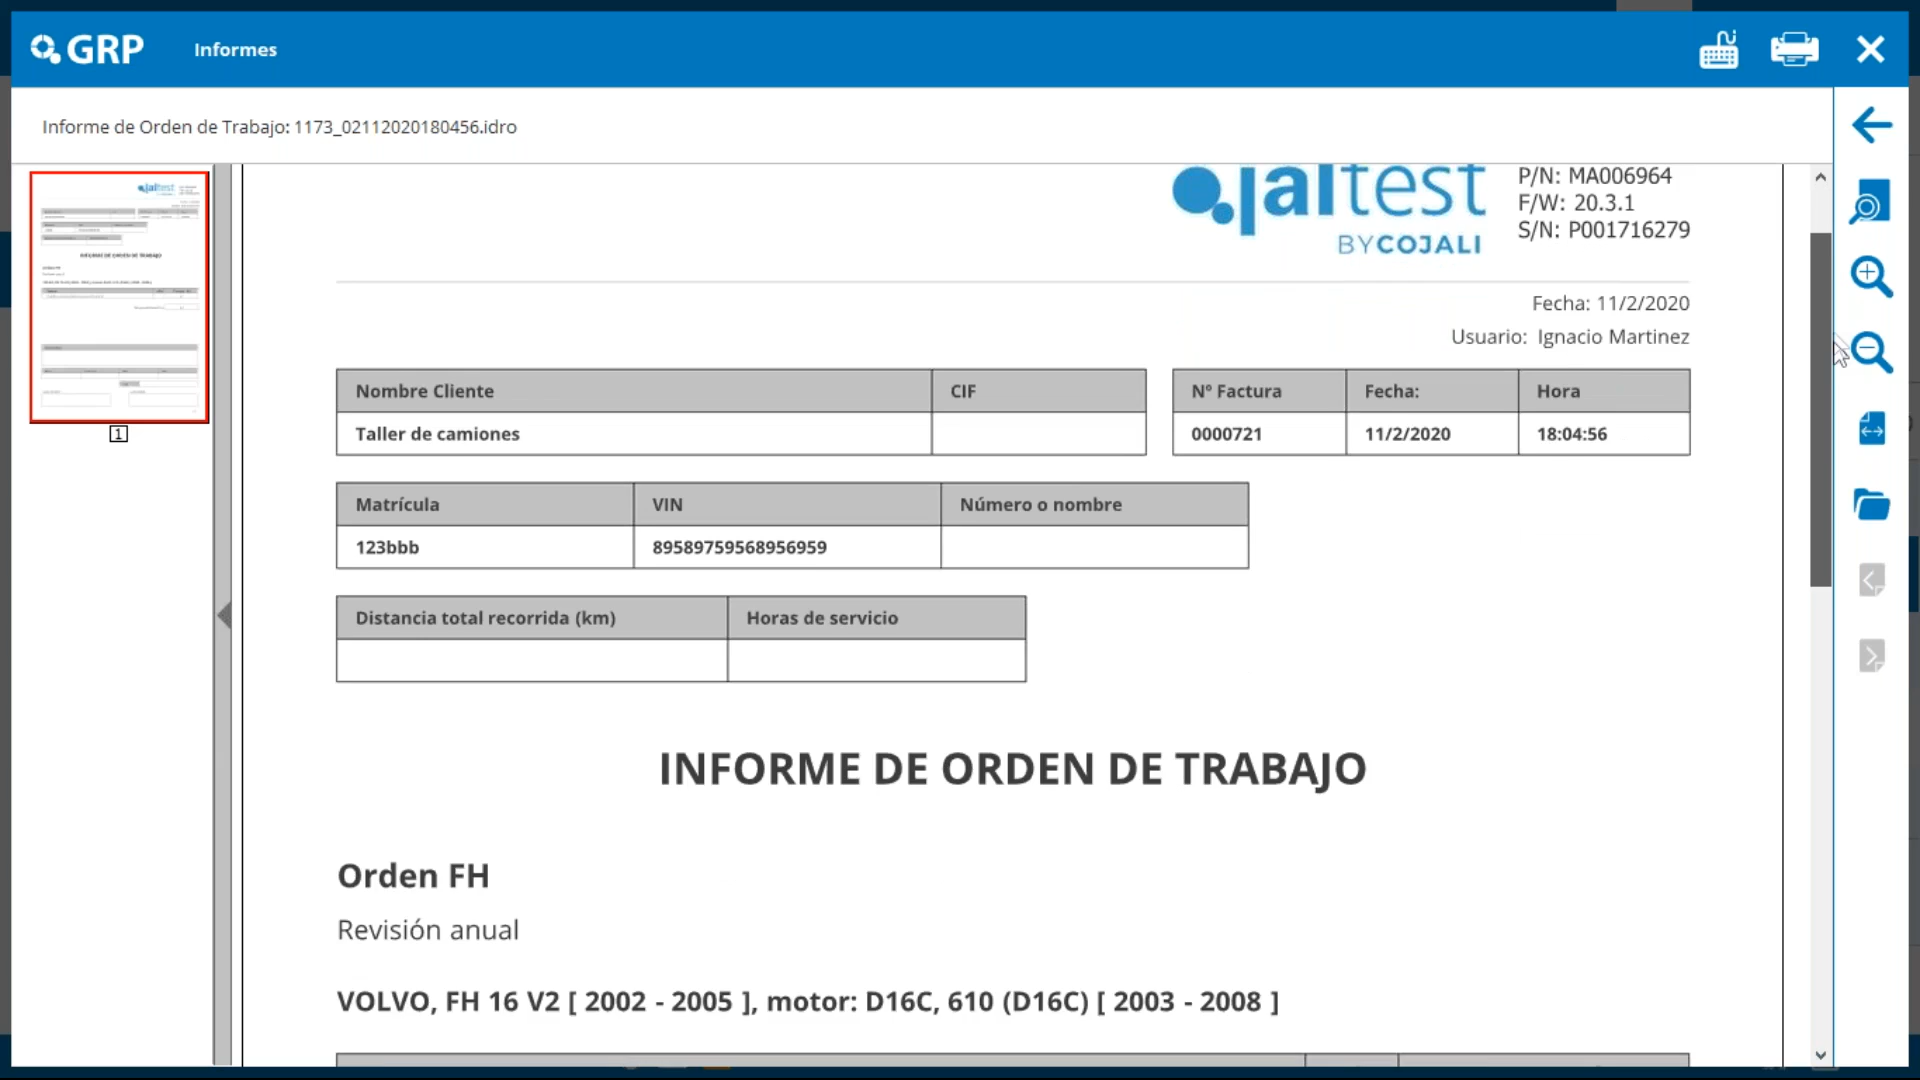 GRP
Informes
Informe de Orden de Trabajo: 1173_02112020180456.idro
1
jaltest
BYCOJALI
P/N: MA006964
F/W: 20.3.1
S/N: P001716279
Fecha: 11/2/2020
Usuario: Ignacio Martinez
Nombre Cliente CIF
Taller de camiones
Nº Factura Fecha: Hora
0000721 11/2/2020 18:04:56
Matrícula VIN Número o nombre
123bbb 89589759568956959
Distancia total recorrida (km) Horas de servicio
INFORME DE ORDEN DE TRABAJO
Orden FH
Revisión anual
VOLVO, FH 16 V2 [ 2002 - 2005 ], motor: D16C, 610 (D16C) [ 2003 - 2008 ]